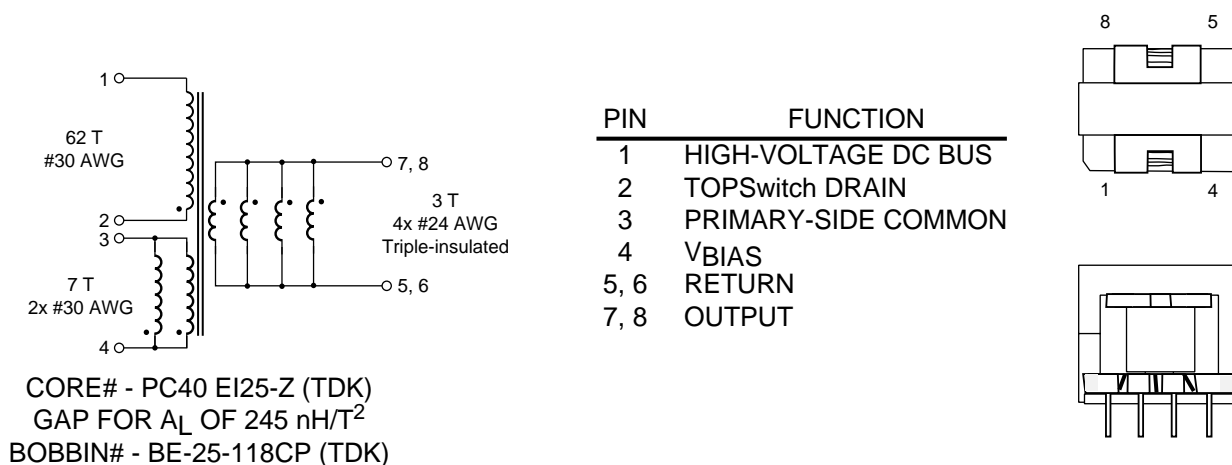 1
62 T
#30 AWG
2
3
7 T
2x #30 AWG
4
7, 8
3 T
4x #24 AWG
Triple-insulated
5, 6
CORE# - PC40 EI25-Z (TDK)
GAP FOR AL OF 245 nH/T2
BOBBIN# - BE-25-118CP (TDK)
PIN FUNCTION
1 HIGH-VOLTAGE DC BUS
2 TOPSwitch DRAIN
3 PRIMARY-SIDE COMMON
4 VBIAS
5, 6 RETURN
7, 8 OUTPUT
8 5
1 4